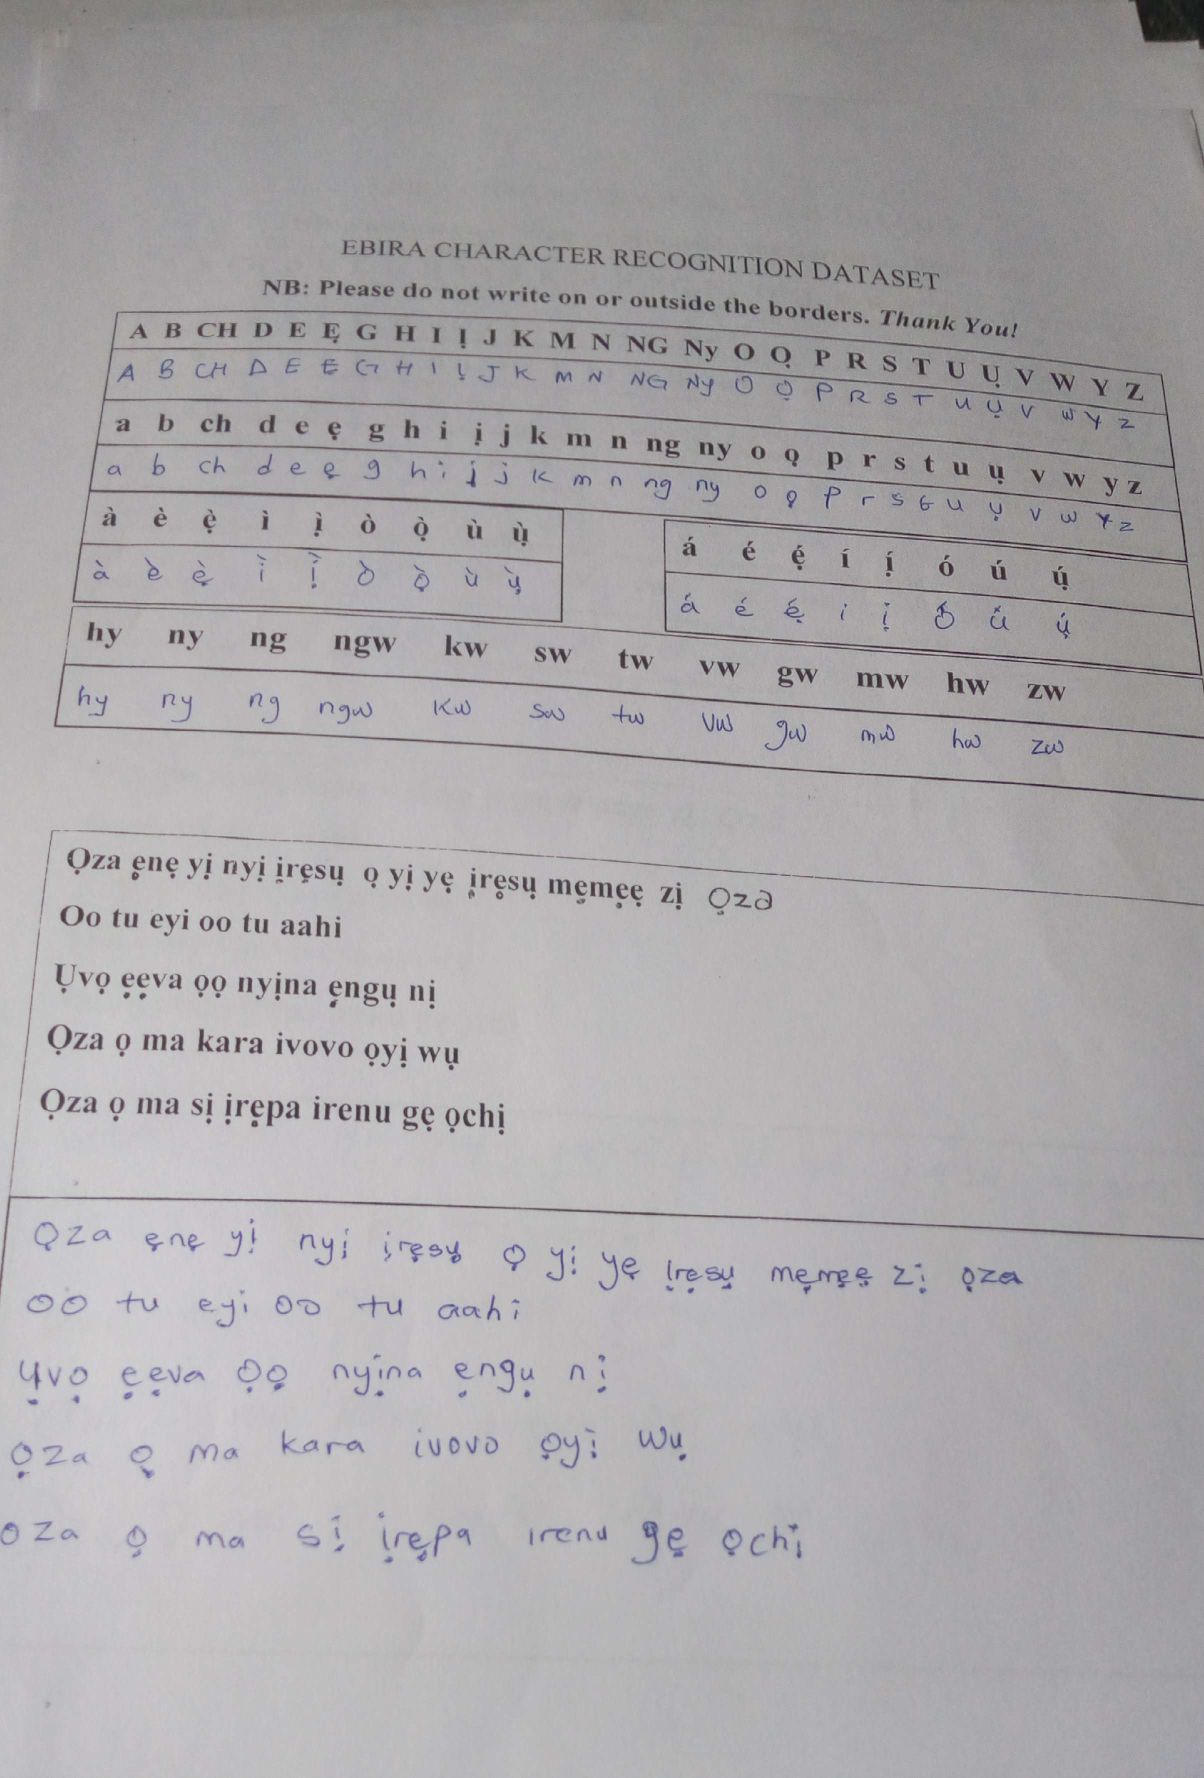 EBIRA CHARACTER RECOGNITION DATASET
NB: Please do not write on or outside the borders. Thank You!
A B CH D E Ẹ G H I Ị J K M N NG Ny O Ọ P R S T U Ụ V W Y Z
A B CH D E Ẹ G H I Ị J K M N NG Ny O Ọ P R S T U Ụ V W Y Z
a b ch d e ẹ g h i ị j k m n ng ny o ọ p r s t u ụ v w y z
a b ch d e ẹ g h i ị j k m n ng ny o ọ p r s t u ụ v w y z
à è ẹ̀ ì ị̀ ò ọ̀ ù ụ̀
à è ẹ̀ ì ị̀ ò ọ̀ ù ụ̀
á é ẹ́ í ị́ ó ú ụ́
á é ẹ́ í ị́ ó ú ụ́
hy ny ng ngw kw sw tw vw gw mw hw zw
hy ny ng ngw kw sw tw vw gw mw hw zw
Ọza ẹnẹ yị nyị ịrẹsụ ọ yị yẹ ịrẹsụ mẹmẹẹ zị Ọza
Oo tu eyi oo tu aahi
Ụvọ ẹẹva ọọ nyịna ẹngụ nị
Ọza ọ ma kara ivovo ọyị wụ
Ọza ọ ma sị ịrẹpa irenu gẹ ọchị
Ọza ẹnẹ yị nyị ịrẹsụ ọ yị yẹ ịrẹsụ mẹmẹẹ zị ọza
oo tu eyi oo tu aahi
Ụvọ ẹẹva ọọ nyịna ẹngụ nị
Ọza ọ ma kara ivovo ọyị wụ
oza ọ ma sị ịrẹpa irenu gẹ ọchị